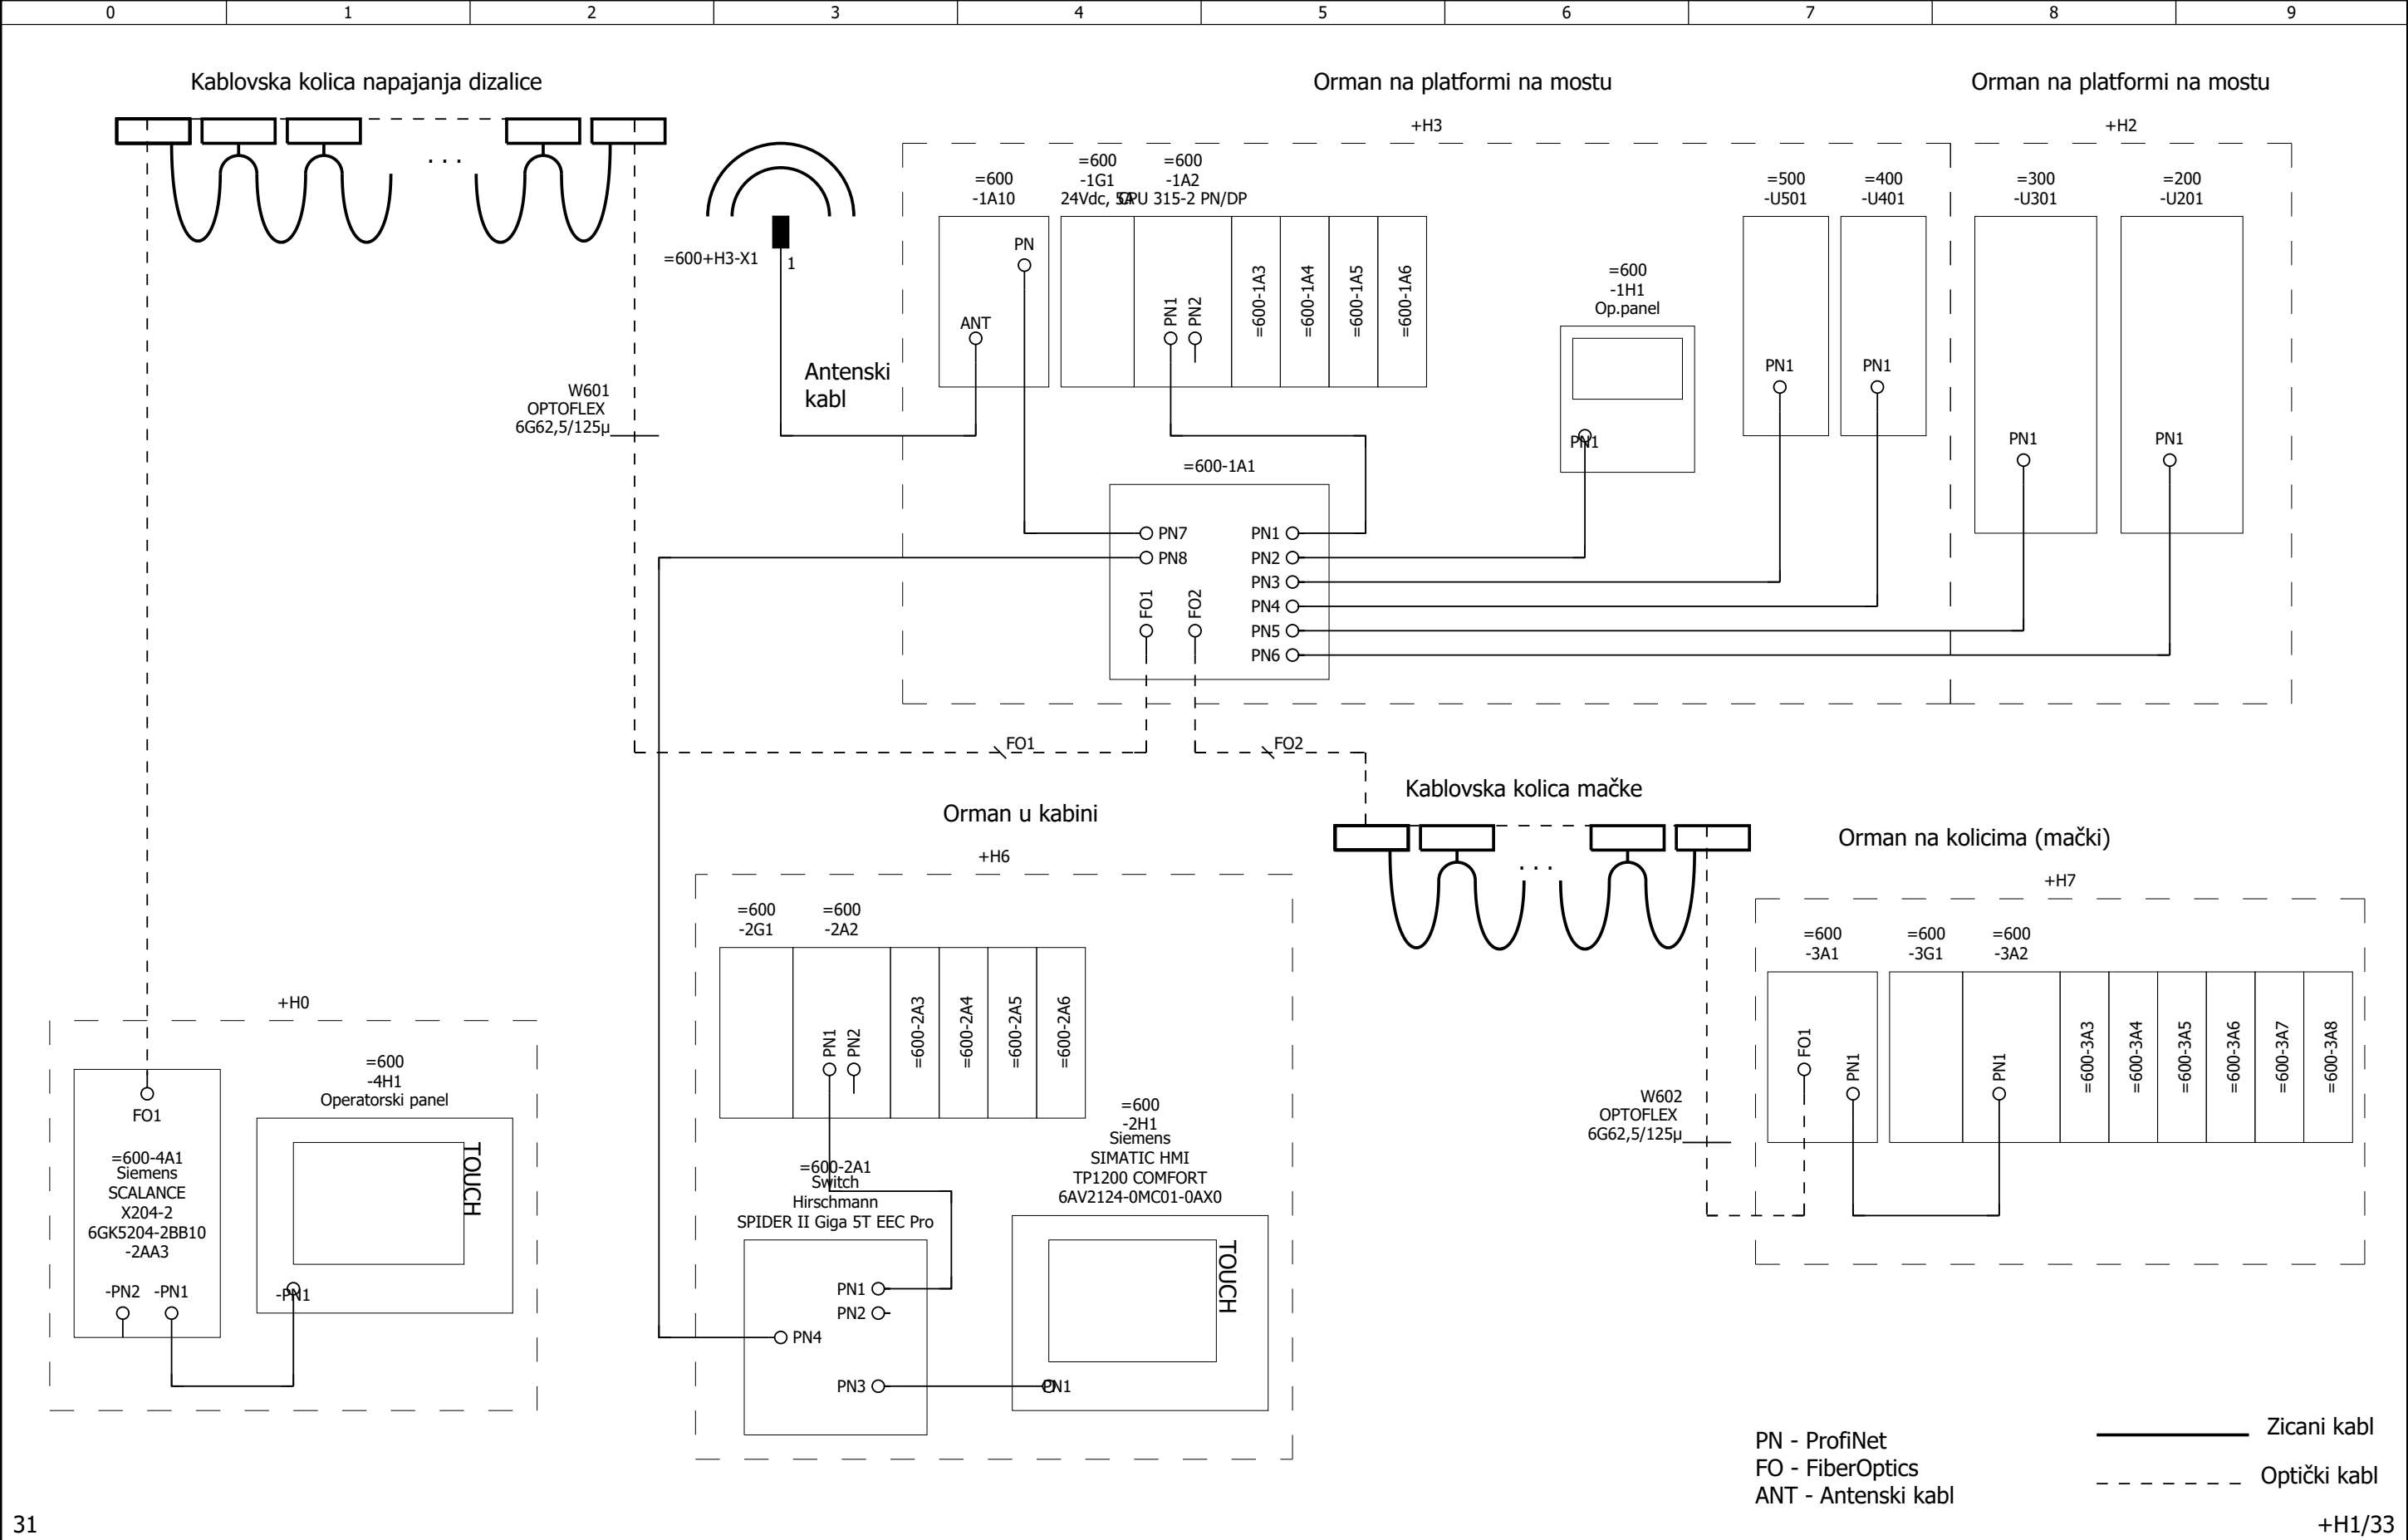 0 1 2 3 4 5 6 7 8 9
Kablovska kolica napajanja dizalice
Orman na platformi na mostu
Orman na platformi na mostu
+H3
+H2
. . .
=600+H3-X1
1
Antenski
kabl
W601
OPTOFLEX
6G62,5/125µ
=600
-1A10
PN
ANT
=600
-1G1
24Vdc, 5A
=600
-1A2
CPU 315-2 PN/DP
PN1
PN2
=600-1A3
=600-1A4
=600-1A5
=600-1A6
=600
-1H1
Op.panel
PN1
=500
-U501
PN1
=400
-U401
PN1
=300
-U301
PN1
=200
-U201
PN1
=600-1A1
PN7
PN8
FO1
FO2
PN1
PN2
PN3
PN4
PN5
PN6
FO1
FO2
Kablovska kolica mačke
. . .
Orman u kabini
+H6
=600
-2G1
=600
-2A2
PN1
PN2
=600-2A3
=600-2A4
=600-2A5
=600-2A6
=600-2A1
Switch
Hirschmann
SPIDER II Giga 5T EEC Pro
PN1
PN2
PN4
PN3
=600
-2H1
Siemens
SIMATIC HMI
TP1200 COMFORT
6AV2124-0MC01-0AX0
TOUCH
PN1
Orman na kolicima (mački)
+H7
=600
-3A1
FO1
PN1
=600
-3G1
=600
-3A2
PN1
=600-3A3
=600-3A4
=600-3A5
=600-3A6
=600-3A7
=600-3A8
W602
OPTOFLEX
6G62,5/125µ
+H0
FO1
=600-4A1
Siemens
SCALANCE
X204-2
6GK5204-2BB10
-2AA3
-PN2 -PN1
=600
-4H1
Operatorski panel
TOUCH
-PN1
PN - ProfiNet
FO - FiberOptics
ANT - Antenski kabl
Zicani kabl
Optički kabl
31
+H1/33